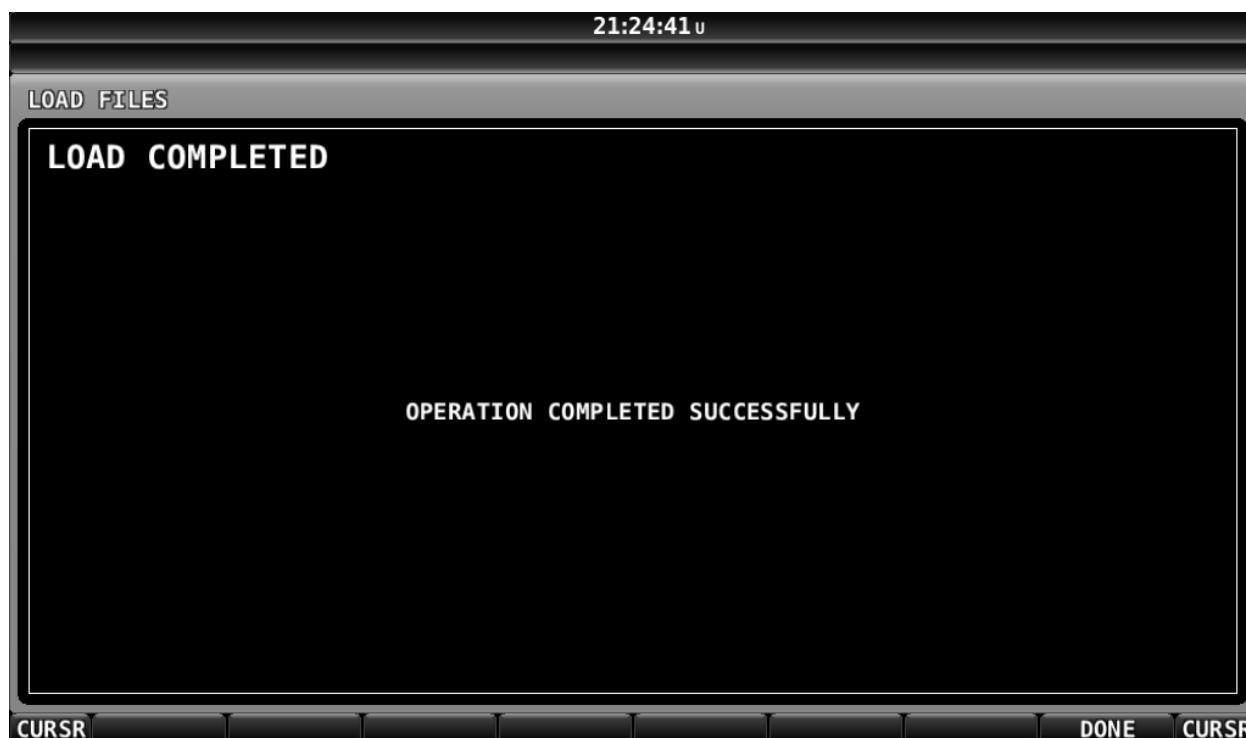 21:24:41 U
LOAD FILES
LOAD COMPLETED
OPERATION COMPLETED SUCCESSFULLY
CURSR DONE CURSR